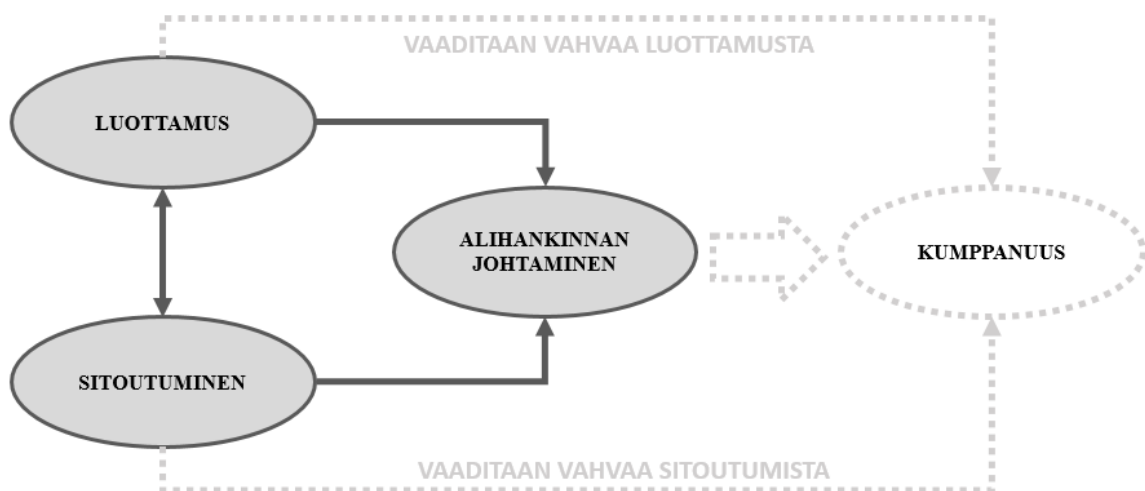 VAADITAAN VAHVAA LUOTTAMUSTA
LUOTTAMUS
ALIHANKINNAN
JOHTAMINEN
KUMPPANUUS
SITOUTUMINEN
VAADITAAN VAHVAA SITOUTUMISTA